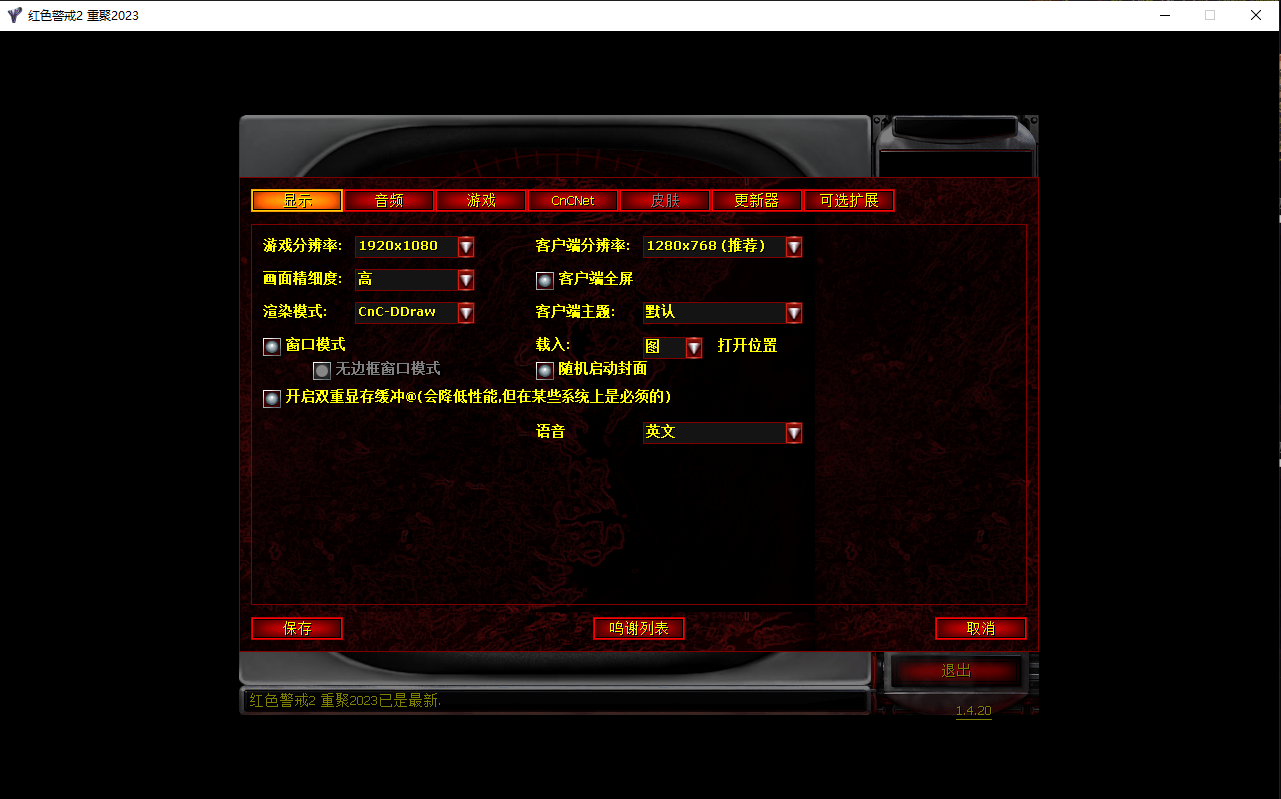 红色警戒2 重聚2023
显示 音频 游戏 CnCNet 皮肤 更新器 可选扩展
游戏分辨率: 1920x1080 客户端分辨率: 1280x768 (推荐)
画面精细度: 高 客户端全屏
渲染模式: CnC-DDraw 客户端主题: 默认
窗口模式 载入: 图 打开位置
无边框窗口模式 随机启动封面
开启双重显存缓冲@(会降低性能,但在某些系统上是必须的)
语音 英文
保存 鸣谢列表 取消
退出
红色警戒2 重聚2023已是最新.
1.4.20